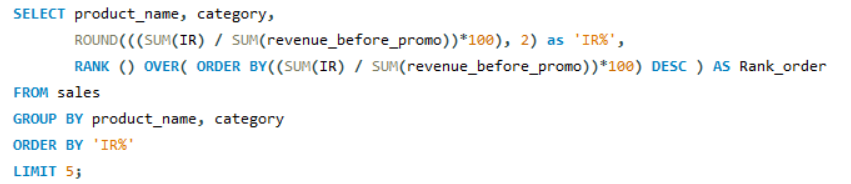 SELECT product_name, category,
ROUND(((SUM(IR) / SUM(revenue_before_promo))*100), 2) as 'IR%',
RANK () OVER( ORDER BY((SUM(IR) / SUM(revenue_before_promo))*100) DESC ) AS Rank_order
FROM sales
GROUP BY product_name, category
ORDER BY 'IR%'
LIMIT 5;